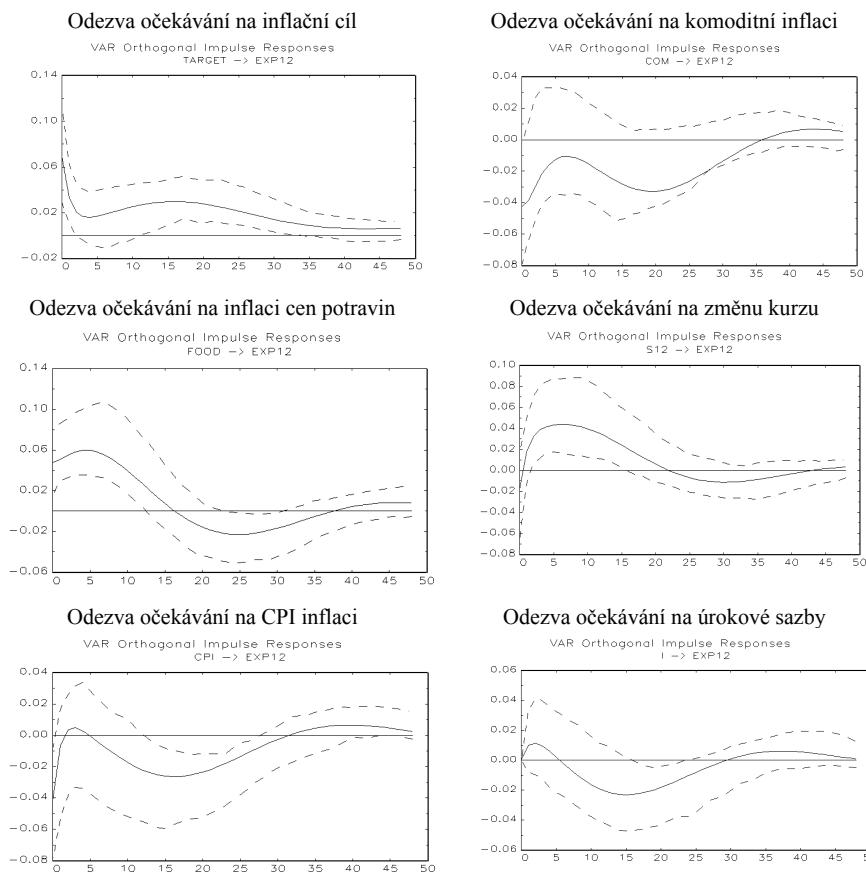 Odezva očekávání na inflační cíl
VAR Orthogonal Impulse Responses
TARGET -> EXP12
0.14
0.10
0.06
0.02
-0.02
0 5 10 15 20 25 30 35 40 45 50
Odezva očekávání na komoditní inflaci
VAR Orthogonal Impulse Responses
COM -> EXP12
0.04
0.02
0.00
-0.02
-0.04
-0.06
-0.08
0 5 10 15 20 25 30 35 40 45 50
Odezva očekávání na inflaci cen potravin
VAR Orthogonal Impulse Responses
FOOD -> EXP12
0.14
0.10
0.06
0.02
-0.02
-0.06
0 5 10 15 20 25 30 35 40 45 50
Odezva očekávání na změnu kurzu
VAR Orthogonal Impulse Responses
S12 -> EXP12
0.10
0.08
0.06
0.04
0.02
0.00
-0.02
-0.04
-0.06
-0.08
0 5 10 15 20 25 30 35 40 45 50
Odezva očekávání na CPI inflaci
VAR Orthogonal Impulse Responses
CPI -> EXP12
0.04
0.02
0.00
-0.02
-0.04
-0.06
-0.08
0 5 10 15 20 25 30 35 40 45 50
Odezva očekávání na úrokové sazby
VAR Orthogonal Impulse Responses
I -> EXP12
0.06
0.04
0.02
0.00
-0.02
-0.04
-0.06
0 5 10 15 20 25 30 35 40 45 50